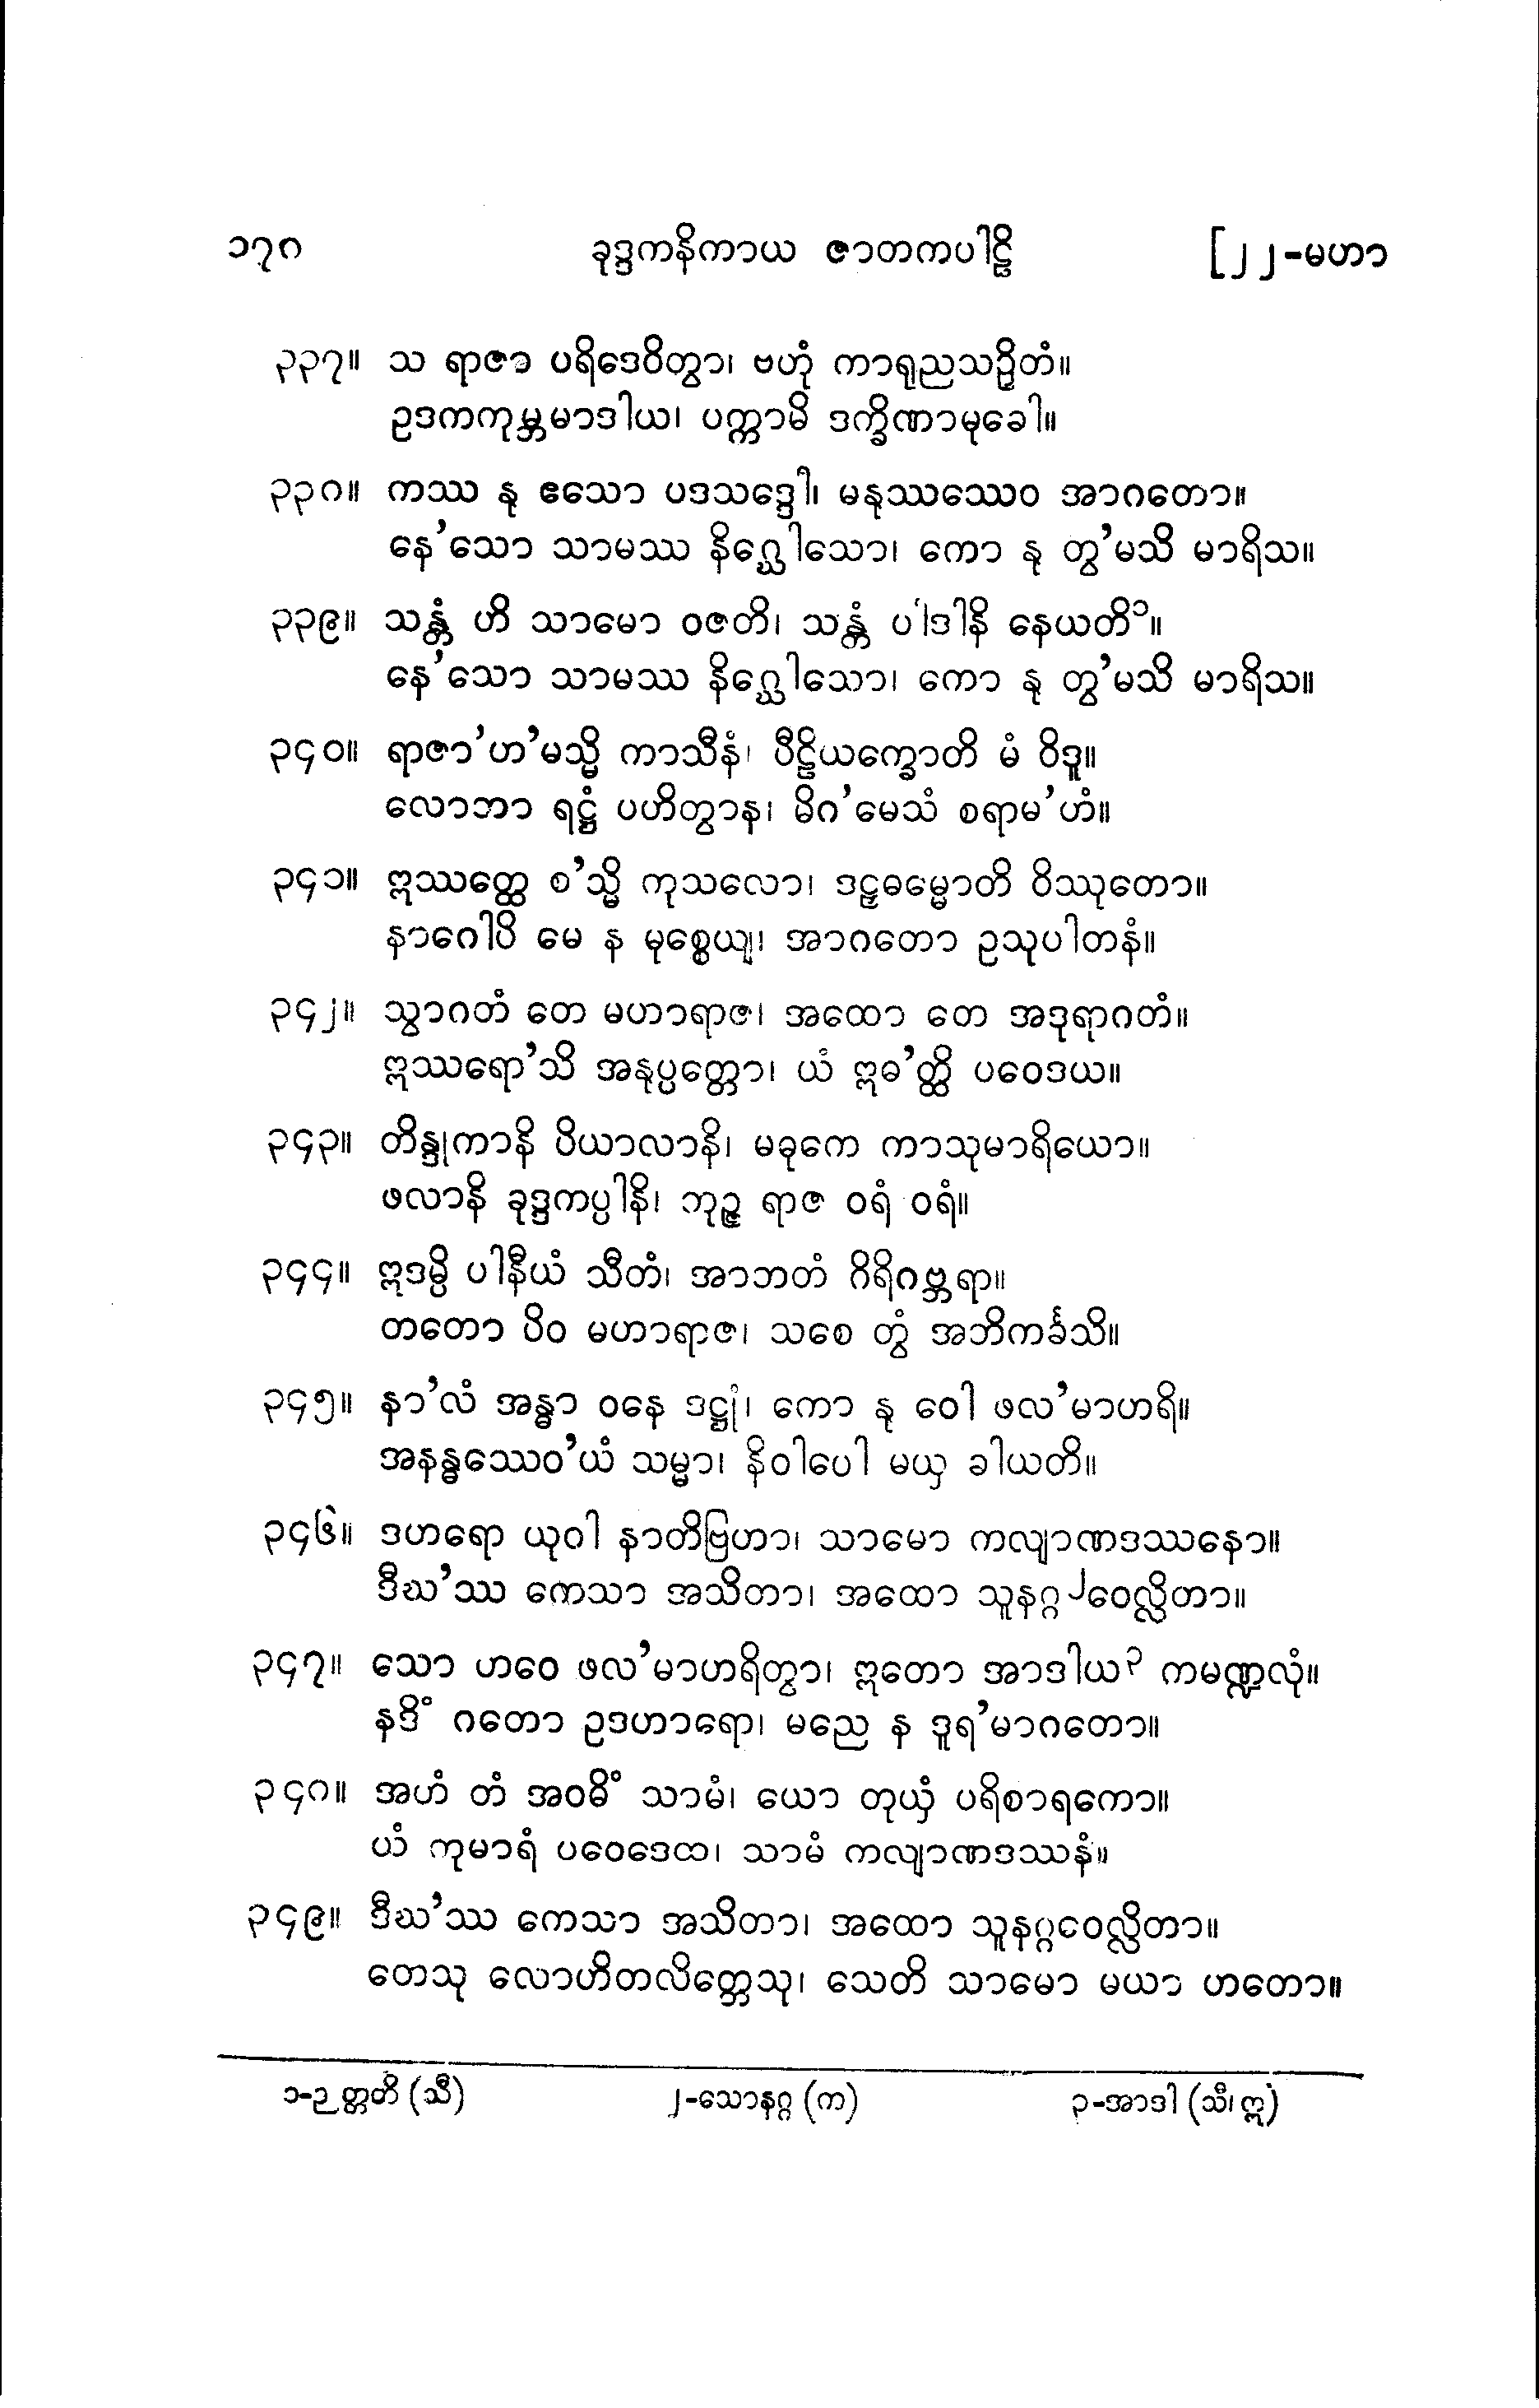 ၁၇၈ ခုဒ္ဒကနိကာယ ဇာတကပါဠိ [၂၂-မဟာ
၃၃၇။ သ ရာဇာ ပရိဒေဝိတွာ၊ ဗဟုံ ကာရုညသဉှိတံ။
ဥဒကကုမ္ဘမာဒါယ၊ ပက္ကာမိ ဒက္ခိဏာမုခေါ။
၃၃၈။ ကဿ နု ဧသော ပဒသဒ္ဒေါ၊ မနုဿဿေဝ အာဂတော။
နေ’သော သာမဿ နိဂ္ဃေါသော၊ ကော နု တွ’မသိ မာရိသ။
၃၃၉။ သန္တံ ဟိ သာမော ဝဇတိ၊ သန္တံ ပါဒါနိ နေယတိ၁။
နေ’သော သာမဿ နိဂ္ဃေါသော၊ ကော နု တွ’မသိ မာရိသ။
၃၄၀။ ရာဇာ’ဟ’မသ္မိ ကာသီနံ၊ ပီဠိယက္ခောတိ မံ ဝိဒူ။
လောဘာ ရဋ္ဌံ ပဟိတွာန၊ မိဂ’မေသံ စရာမ’ဟံ။
၃၄၁။ ဣဿတ္ထေ စ’သ္မိ ကုသလော၊ ဒဠှဓမ္မောတိ ဝိဿုတော။
နာဂေါပိ မေ န မုစ္စေယျ၊ အာဂတော ဥသုပါတနံ။
၃၄၂။ သွာဂတံ တေ မဟာရာဇ၊ အထော တေ အဒုရာဂတံ။
ဣဿရော’သိ အနုပ္ပတ္တော၊ ယံ ဣဓ’တ္ထိ ပဝေဒယ။
၃၄၃။ တိန္ဒုကာနိ ပိယာလာနိ၊ မဓုကေ ကာသုမာရိယော။
ဖလာနိ ခုဒ္ဒကပ္ပါနိ၊ ဘုဉ္ဇ ရာဇ ဝရံ ဝရံ။
၃၄၄။ ဣဒမ္ပိ ပါနီယံ သီတံ၊ အာဘတံ ဂိရိဂဗ္ဘရာ။
တတော ပိဝ မဟာရာဇ၊ သစေ တွံ အဘိကင်္ခသိ။
၃၄၅။ နာ’လံ အန္ဓာ ဝနေ ဒဋ္ဌုံ၊ ကော နု ဝေါ ဖလ’မာဟရိ။
အနန္ဓဿေဝ’ယံ သမ္မာ၊ နိဝါပေါ မယှ ခါယတိ။
၃၄၆။ ဒဟရော ယုဝါ နာတိဗြဟာ၊ သာမော ကလျာဏဒဿနော။
ဒီဃ’ဿ ကေသာ အသိတာ၊ အထော သူနဂ္ဂ၂ဝေလ္လိတာ။
၃၄၇။ သော ဟဝေ ဖလ’မာဟရိတွာ၊ ဣတော အာဒါယ၃ ကမဏ္ဍလုံ။
နဒိံ ဂတော ဥဒဟာရော၊ မညေ န ဒူရ’မာဂတော။
၃၄၈။ အဟံ တံ အဝဓိံ သာမံ၊ ယော တုယှံ ပရိစာရကော။
ယံ ကုမာရံ ပဝေဒေထ၊ သာမံ ကလျာဏဒဿနံ။
၃၄၉။ ဒီဃ’ဿ ကေသာ အသိတာ၊ အထော သူနဂ္ဂဝေလ္လိတာ။
တေသု လောဟိတလိတ္တေသု၊ သေတိ သာမော မယာ ဟတော။
၁-ဥတ္တတိ (သီ) ၂-သောနဂ္ဂ (က) ၃-အာဒါ (သီ၊ ဣ)